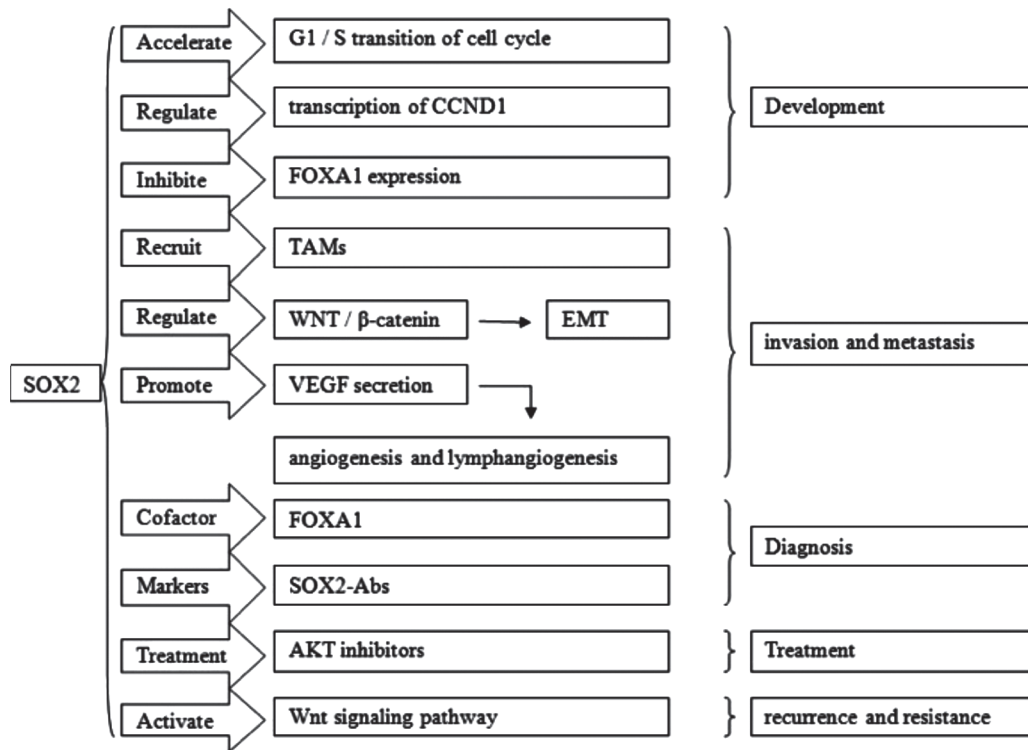 Accelerate G1 / S transition of cell cycle
Regulate transcription of CCND1 Development
Inhibite FOXA1 expression
Recruit TAMs
Regulate WNT / β-catenin EMT invasion and metastasis
SOX2 Promote VEGF secretion
angiogenesis and lymphangiogenesis
Cofactor FOXA1
Diagnosis
Markers SOX2-Abs
Treatment AKT inhibitors Treatment
Activate Wnt signaling pathway recurrence and resistance